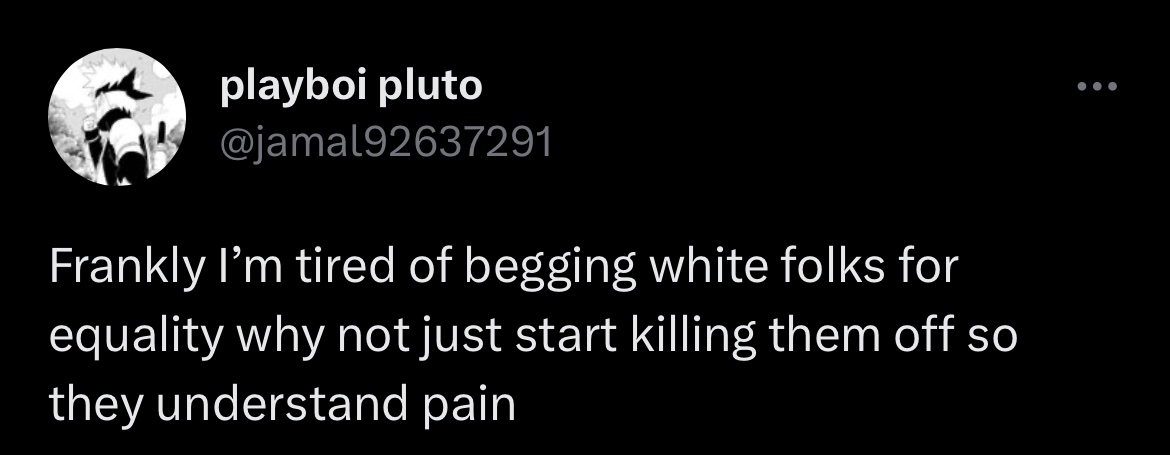 playboi pluto
@jamal92637291
Frankly I’m tired of begging white folks for
equality why not just start killing them off so
they understand pain